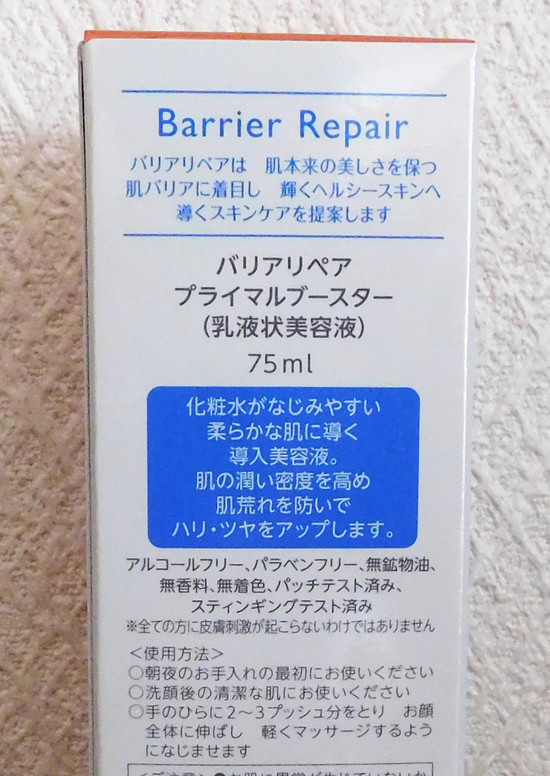 Barrier Repair
バリアリペアは 肌本来の美しさを保つ
肌バリアに着目し 輝くヘルシースキンへ
導くスキンケアを提案します
バリアリペア
プライマルブースター
(乳液状美容液)
75ml
化粧水がなじみやすい
柔らかな肌に導く
導入美容液。
肌の潤い密度を高め
肌荒れを防いで
ハリ・ツヤをアップします。
アルコールフリー、パラベンフリー、無鉱物油、
無香料、無着色、パッチテスト済み、
スティンギングテスト済み
※全ての方に皮膚刺激が起こらないわけではありません
<使用方法>
○朝夜のお手入れの最初にお使いください
○洗顔後の清潔な肌にお使いください
○手のひらに2〜3プッシュ分をとり お顔
全体に伸ばし 軽くマッサージするよう
になじませます